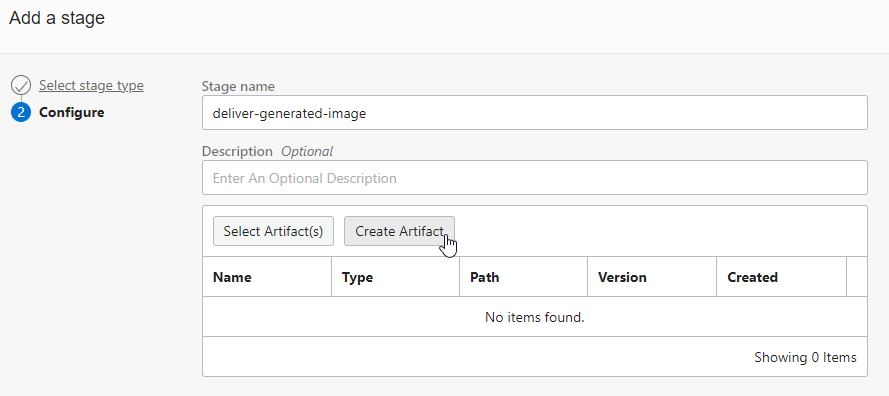 Add a stage
Select stage type
2 Configure
Stage name
deliver-generated-image
Description Optional
Enter An Optional Description
Select Artifact(s) Create Artifact
Name Type Path Version Created
No items found.
Showing 0 Items